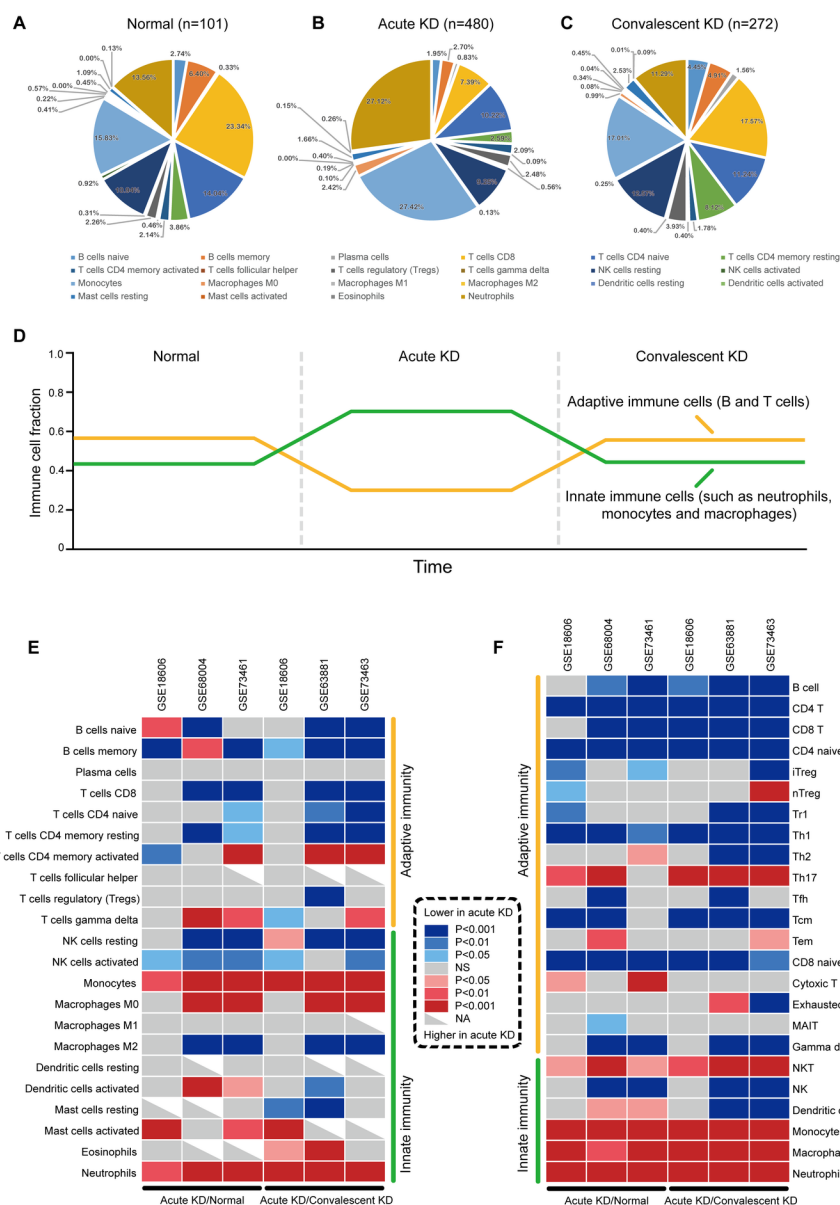 A Normal (n=101)
0.13%
0.00%
1.09%
0.45%
0.00%
0.57%
0.22%
0.41%
0.92%
0.31%
2.26%
0.46%
2.14%
3.86%
2.74%
6.40%
0.33%
23.34%
13.56%
15.83%
B Acute KD (n=480)
1.95%
2.70%
0.83%
7.39%
2.59%
2.09%
0.09%
2.48%
0.56%
0.13%
27.42%
2.42%
0.10%
0.19%
0.00%
0.40%
1.66%
0.15%
0.26%
27.12%
C Convalescent KD (n=272)
0.01%
0.09%
2.53%
0.45%
0.04%
0.34%
0.08%
0.99%
0.25%
0.40%
3.93%
0.40%
1.78%
1.56%
4.45%
4.91%
17.57%
11.29%
17.01%
B cells naive
B cells memory
Plasma cells
T cells CD8
T cells CD4 naive
T cells CD4 memory resting
T cells CD4 memory activated
T cells follicular helper
T cells regulatory (Tregs)
T cells gamma delta
NK cells resting
NK cells activated
Monocytes
Macrophages M0
Macrophages M1
Macrophages M2
Dendritic cells resting
Dendritic cells activated
Mast cells resting
Mast cells activated
Eosinophils
Neutrophils
D
Normal
Acute KD
Convalescent KD
Immune cell fraction
1.0
0.8
0.6
0.4
0.2
0
Adaptive immune cells (B and T cells)
Innate immune cells (such as neutrophils,
monocytes and macrophages)
Time
E
GSE18606
GSE68004
GSE73461
GSE18606
GSE63881
GSE73463
B cells naive
B cells memory
Plasma cells
T cells CD8
T cells CD4 naive
T cells CD4 memory resting
cells CD4 memory activated
T cells follicular helper
T cells regulatory (Tregs)
T cells gamma delta
NK cells resting
NK cells activated
Monocytes
Macrophages M0
Macrophages M1
Macrophages M2
Dendritic cells resting
Dendritic cells activated
Mast cells resting
Mast cells activated
Eosinophils
Neutrophils
Adaptive immunity
Innate immunity
Acute KD/Normal
Acute KD/Convalescent KD
Lower in acute KD
P<0.001
P<0.01
P<0.05
NS
P<0.05
P<0.01
P<0.001
NA
Higher in acute KD
F
GSE18606
GSE68004
GSE73461
GSE18606
GSE63881
GSE73463
Adaptive immunity
Innate immunity
B cell
CD4 T
CD8 T
CD4 naive
iTreg
nTreg
Tr1
Th1
Th2
Th17
Tfh
Tcm
Tem
CD8 naive
Cytoxic T
Exhausted
MAIT
Gamma d
NKT
NK
Dendritic
Monocyte
Macropha
Neutrophil
Acute KD/Normal
Acute KD/Convalescent KD